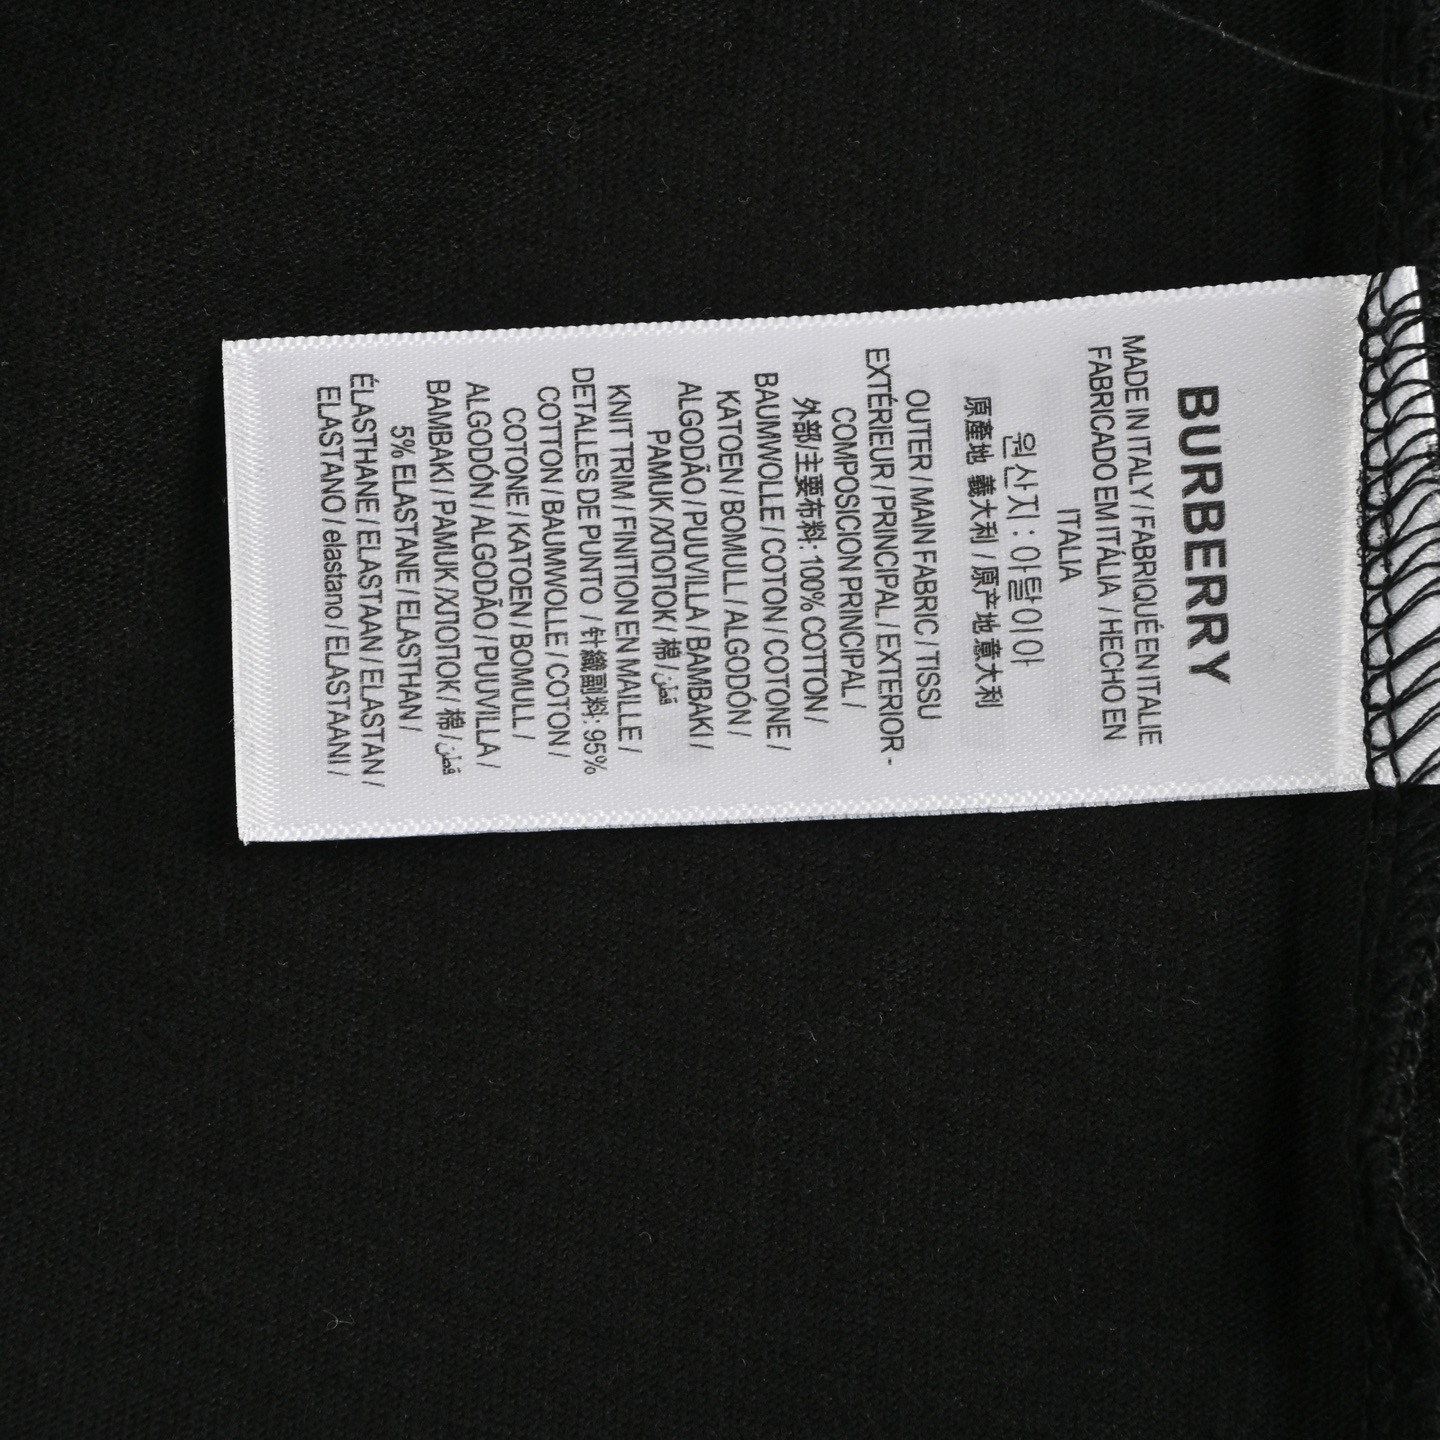 BURBERRY
MADE IN ITALY / FABRIQUÉ EN ITALIE
FABRICADO EM ITÁLIA / HECHO EN
ITALIA
원산지 : 이탈이아
原產地 義大利 / 原产地 意大利
OUTER / MAIN FABRIC / TISSU
EXTÉRIEUR / PRINCIPAL / EXTERIOR -
COMPOSICION PRINCIPAL /
外部/主要布料: 100% COTTON /
BAUMWOLLE / COTON / COTONE /
KATOEN / BOMULL / ALGODÓN /
ALGODÃO / PUUVILLA / BAMBAKI /
PAMUK /ХЛОПОК/ 棉 / قطن
KNIT TRIM / FINITION EN MAILLE /
DETALLES DE PUNTO / 针織副料: 95%
COTTON / BAUMWOLLE / COTON /
COTONE / KATOEN / BOMULL /
ALGODÓN / ALGODÃO / PUUVILLA /
BAMBAKI / PAMUK /ХЛОПОК/ 棉 / قطن
5% ELASTANE / ELASTHAN /
ÉLASTHANE / ELASTAAN / ELASTAN /
ELASTANO / elastano / ELASTAANI /